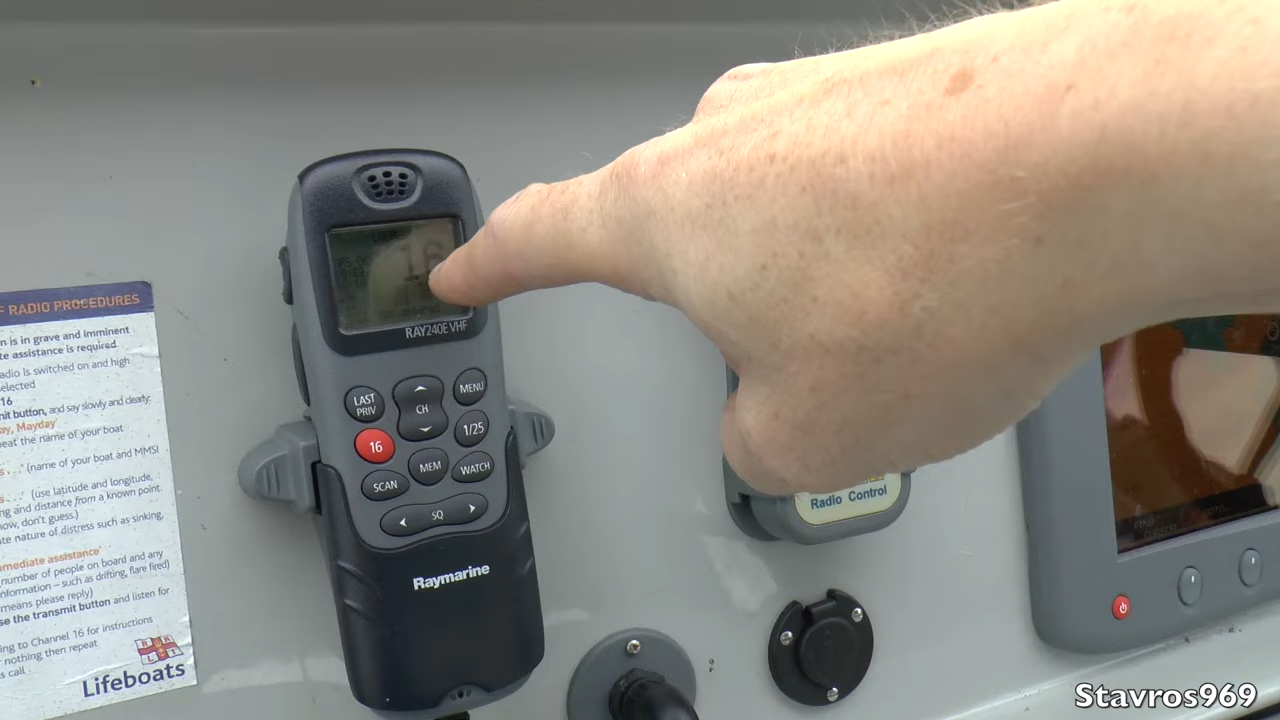 F RADIO PROCEDURES
n is in grave and imminent
te assistance is required
adio is switched on and high
elected
16
nit button, and say slowly and clearly:
ay, Mayday'
eat the name of your boat
s . . .' (name of your boat and MMSI
s . . . (use latitude and longitude,
ng and distance from a known point.
now, don't guess.)
te nature of distress such as sinking,
mmediate assistance'
number of people on board and any
nformation – such as drifting, flare fired)
means please reply)
se the transmit button and listen for
ing to Channel 16 for instructions
nothing then repeat
s call
R N
L I
Lifeboats
16
RAY240E VHF
LAST
PRIV
CH
MENU
16
1/25
MEM
WATCH
SCAN
SQ
Raymarine
Radio Control
Stavros969